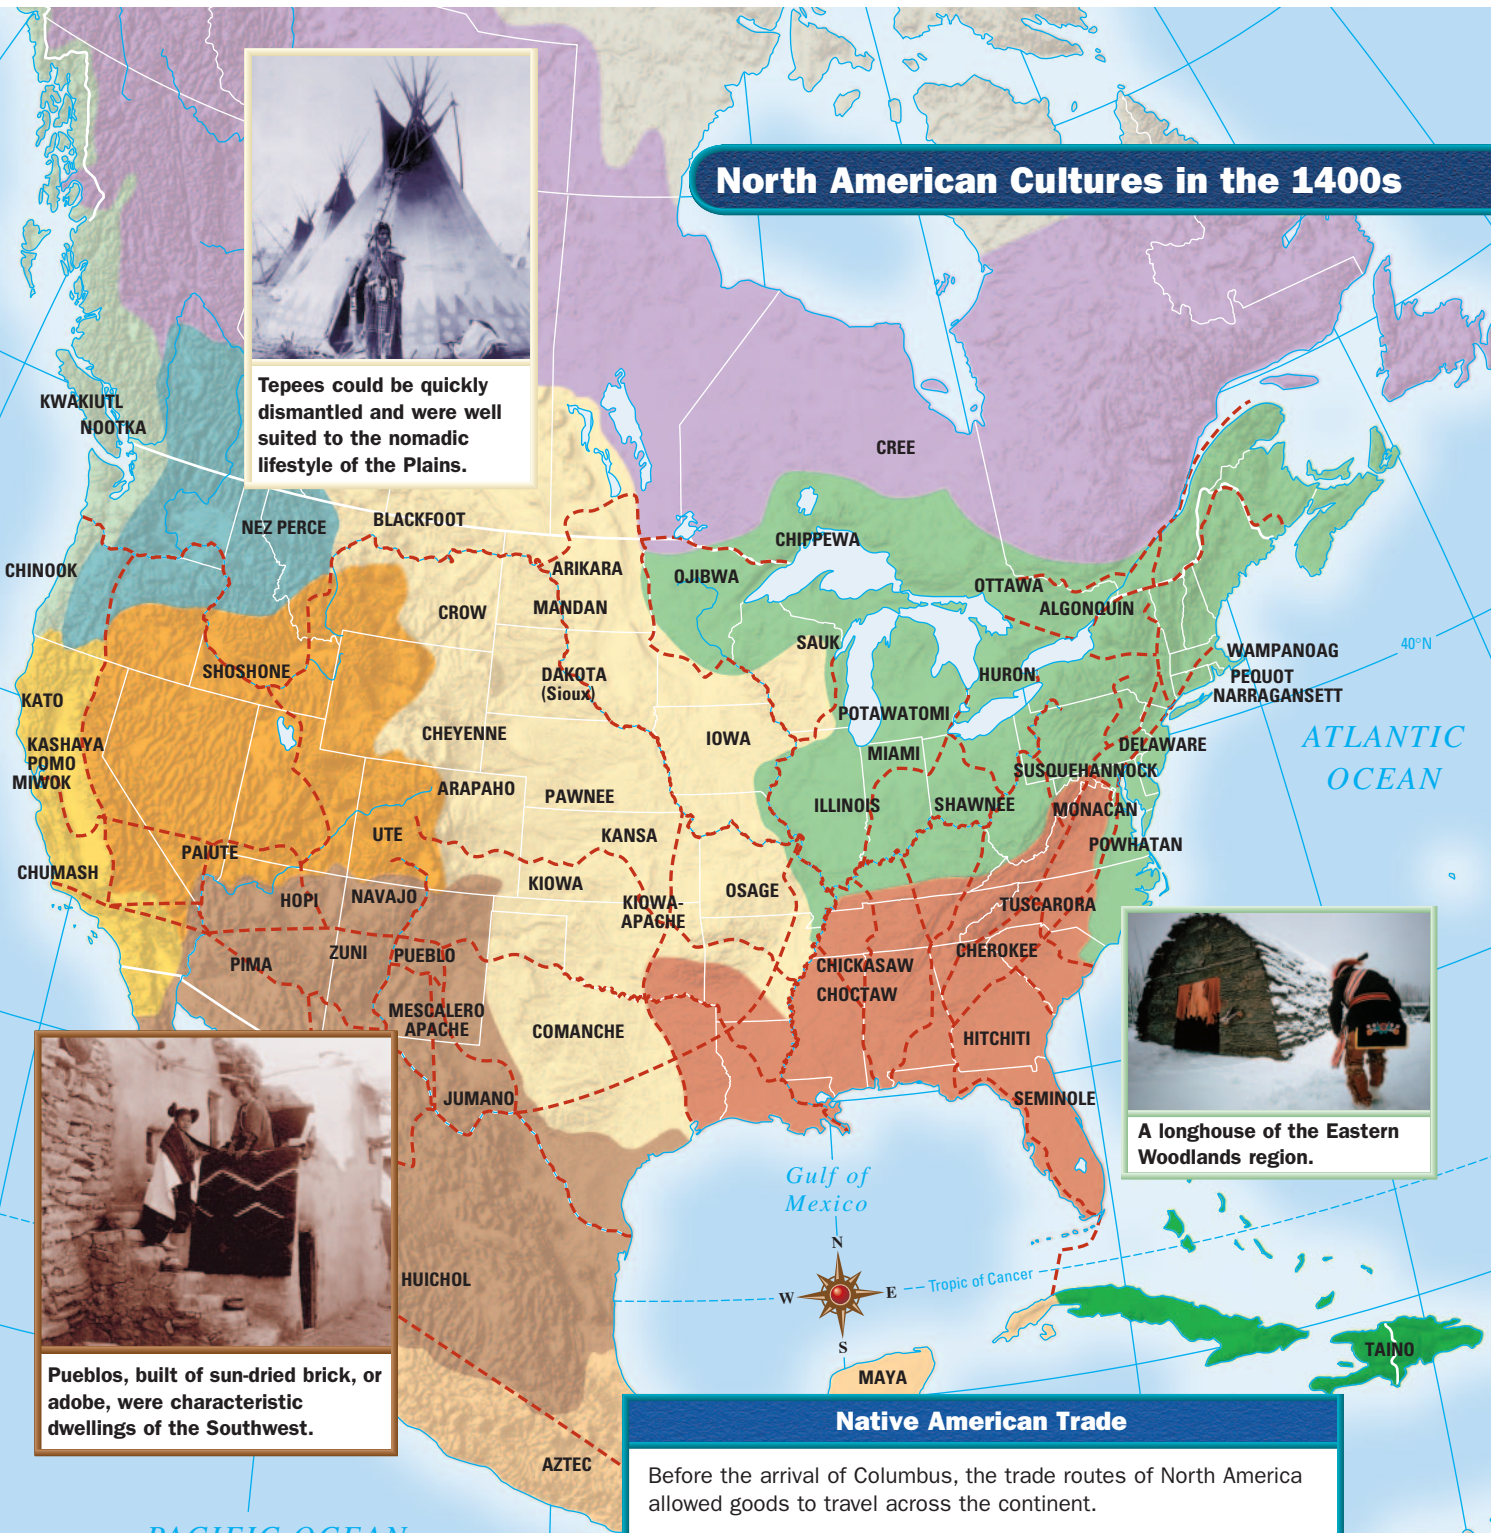 North American Cultures in the 1400s
Tepees could be quickly
dismantled and were well
suited to the nomadic
lifestyle of the Plains.
KWAKIUTL
NOOTKA
CREE
NEZ PERCE
BLACKFOOT
CHINOOK
CHIPPEWA
ARIKARA
OJIBWA
OTTAWA
ALGONQUIN
CROW
MANDAN
SAUK
WAMPANOAG
PEQUOT
NARRAGANSETT
40°N
SHOSHONE
DAKOTA
(Sioux)
HURON
KATO
POTAWATOMI
CHEYENNE
IOWA
KASHAYA
POMO
MIWOK
MIAMI
DELAWARE
SUSQUEHANNOCK
ATLANTIC
OCEAN
ARAPAHO
PAWNEE
ILLINOIS
SHAWNEE
MONACAN
UTE
KANSA
POWHATAN
PAIUTE
CHUMASH
HOPI
NAVAJO
KIOWA
KIOWA-
APACHE
OSAGE
TUSCARORA
PIMA
ZUNI
PUEBLO
CHICKASAW
CHEROKEE
CHOCTAW
MESCALERO
APACHE
COMANCHE
HITCHITI
JUMANO
SEMINOLE
A longhouse of the Eastern
Woodlands region.
Gulf of
Mexico
N
W
E
S
Tropic of Cancer
HUICHOL
TAINO
MAYA
Pueblos, built of sun-dried brick, or
adobe, were characteristic
dwellings of the Southwest.
AZTEC
Native American Trade
Before the arrival of Columbus, the trade routes of North America
allowed goods to travel across the continent.
PACIFIC OCEAN